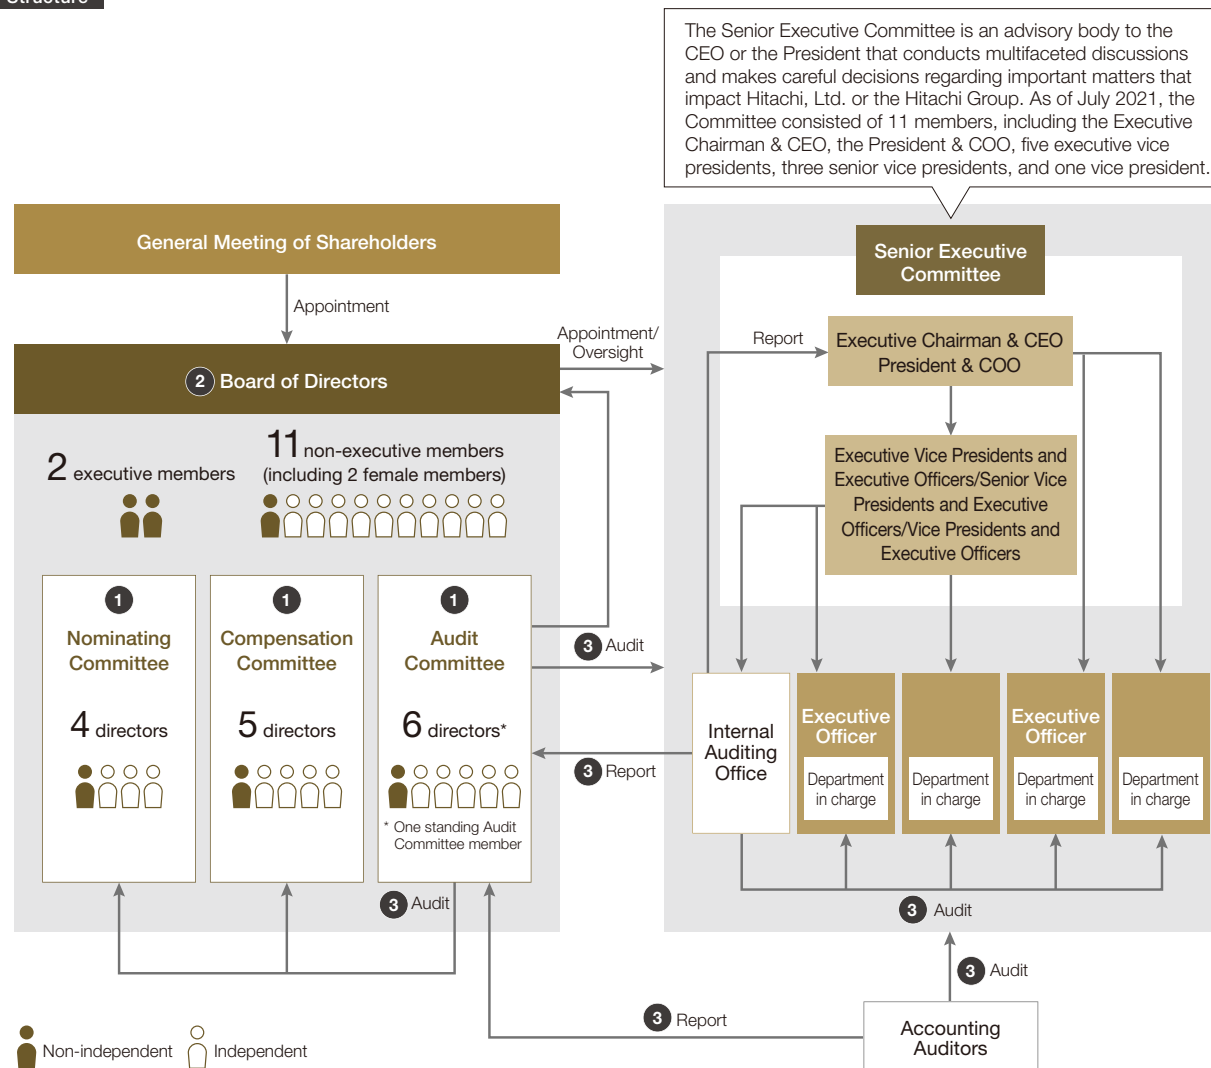 Structure
The Senior Executive Committee is an advisory body to the
CEO or the President that conducts multifaceted discussions
and makes careful decisions regarding important matters that
impact Hitachi, Ltd. or the Hitachi Group. As of July 2021, the
Committee consisted of 11 members, including the Executive
Chairman & CEO, the President & COO, five executive vice
presidents, three senior vice presidents, and one vice president.
General Meeting of Shareholders
Appointment
2 Board of Directors
Appointment/
Oversight
2 executive members
11 non-executive members
(including 2 female members)
1
Nominating
Committee
4 directors
1
Compensation
Committee
5 directors
1
Audit
Committee
6 directors*
* One standing Audit
Committee member
3 Audit
3 Audit
3 Report
Senior Executive
Committee
Report
Executive Chairman & CEO
President & COO
Executive Vice Presidents and
Executive Officers/Senior Vice
Presidents and Executive
Officers/Vice Presidents and
Executive Officers
Internal
Auditing
Office
Executive
Officer
Department
in charge
Department
in charge
Executive
Officer
Department
in charge
Department
in charge
3 Audit
3 Audit
3 Report
Accounting
Auditors
Non-independent
Independent